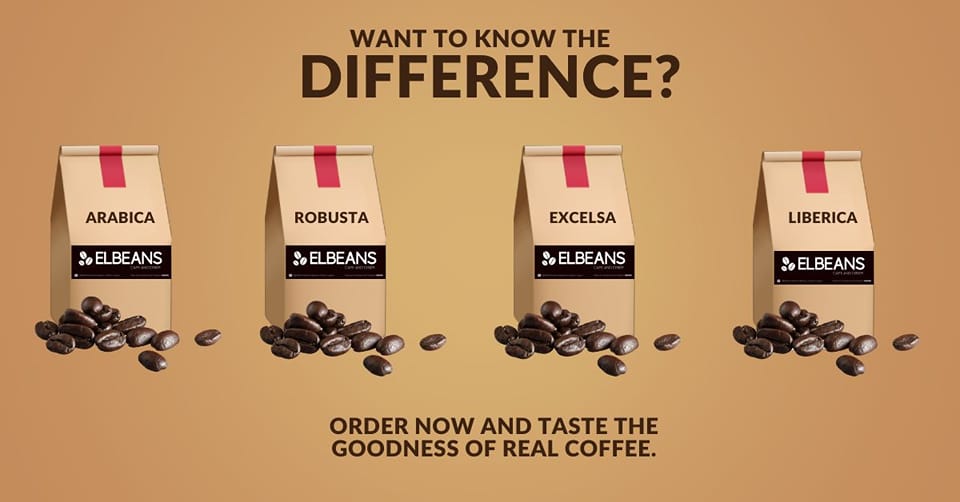 WANT TO KNOW THE
DIFFERENCE?
ARABICA
ELBEANS
ROBUSTA
ELBEANS
EXCELSA
ELBEANS
LIBERICA
ELBEANS
ORDER NOW AND TASTE THE
GOODNESS OF REAL COFFEE.